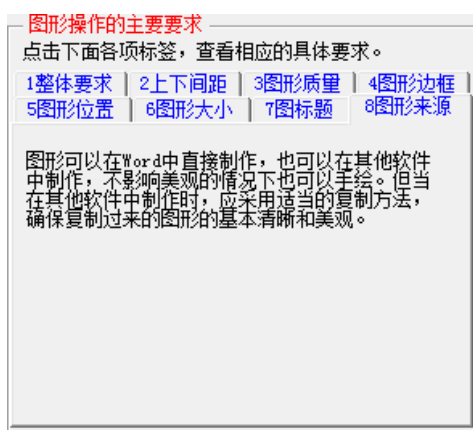 图形操作的主要要求
点击下面各项标签，查看相应的具体要求。
1整体要求 2上下间距 3图形质量 4图形边框
5图形位置 6图形大小 7图标题 8图形来源
图形可以在Word中直接制作，也可以在其他软件
中制作，不影响美观的情况下也可以手绘。但当
在其他软件中制作时，应采用适当的复制方法，
确保复制过来的图形的基本清晰和美观。